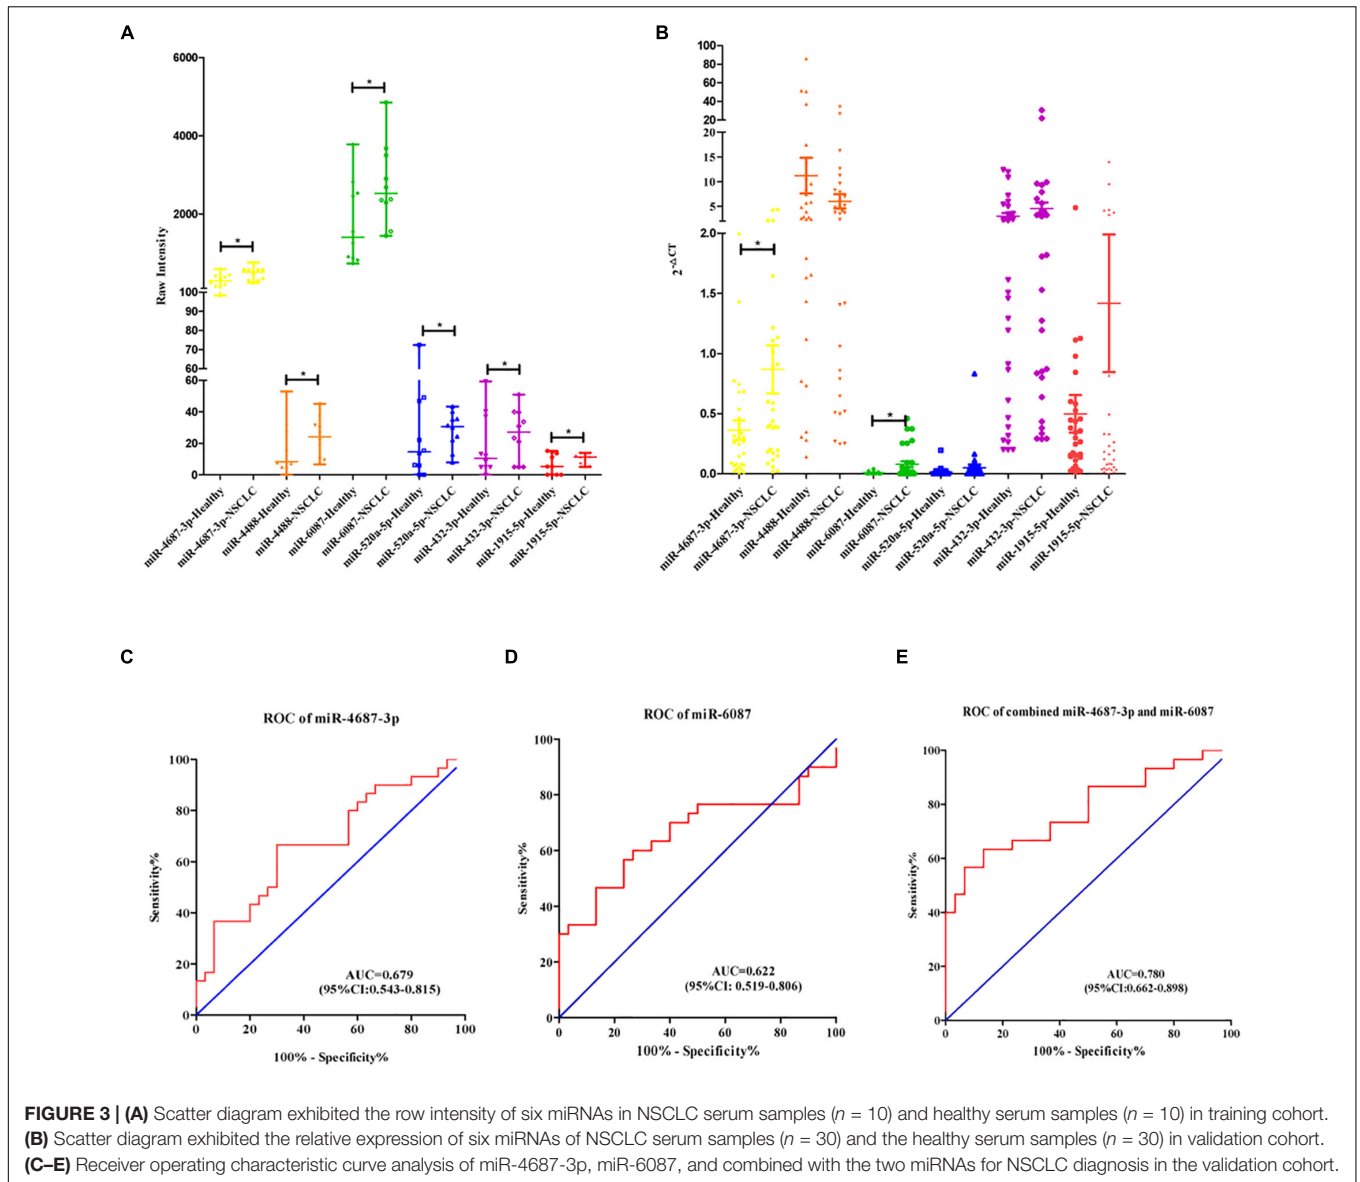 A
B
6000
4000
2000
100
90
80
70
60
60
40
20
0
Raw Intensity
*
*
*
*
*
*
miR-4687-3p-Healthy
miR-4687-3p-NSCLC
miR-4488-Healthy
miR-4488-NSCLC
miR-6087-Healthy
miR-6087-NSCLC
miR-520a-5p-Healthy
miR-520a-5p-NSCLC
miR-432-3p-Healthy
miR-432-3p-NSCLC
miR-1915-5p-Healthy
miR-1915-5p-NSCLC
100
80
60
40
20
20
15
10
5
2.0
1.5
1.0
0.5
0.0
2-ΔCT
*
*
miR-4687-3p-Healthy
miR-4687-3p-NSCLC
miR-4488-Healthy
miR-4488-NSCLC
miR-6087-Healthy
miR-6087-NSCLC
miR-520a-5p-Healthy
miR-520a-5p-NSCLC
miR-432-3p-Healthy
miR-432-3p-NSCLC
miR-1915-5p-Healthy
miR-1915-5p-NSCLC
C
D
E
ROC of miR-4687-3p
100
80
60
40
20
0
Sensitivity%
AUC=0.679
(95%CI:0.543-0.815)
0 20 40 60 80 100
100% - Specificity%
ROC of miR-6087
100
80
60
40
20
0
Sensitivity%
AUC=0.622
(95%CI: 0.519-0.806)
0 20 40 60 80 100
100% - Specificity%
ROC of combined miR-4687-3p and miR-6087
100
80
60
40
20
0
Sensitivity%
AUC=0.780
(95%CI:0.662-0.898)
0 20 40 60 80 100
100% - Specificity%
FIGURE 3 | (A) Scatter diagram exhibited the row intensity of six miRNAs in NSCLC serum samples (n = 10) and healthy serum samples (n = 10) in training cohort.
(B) Scatter diagram exhibited the relative expression of six miRNAs of NSCLC serum samples (n = 30) and the healthy serum samples (n = 30) in validation cohort.
(C–E) Receiver operating characteristic curve analysis of miR-4687-3p, miR-6087, and combined with the two miRNAs for NSCLC diagnosis in the validation cohort.